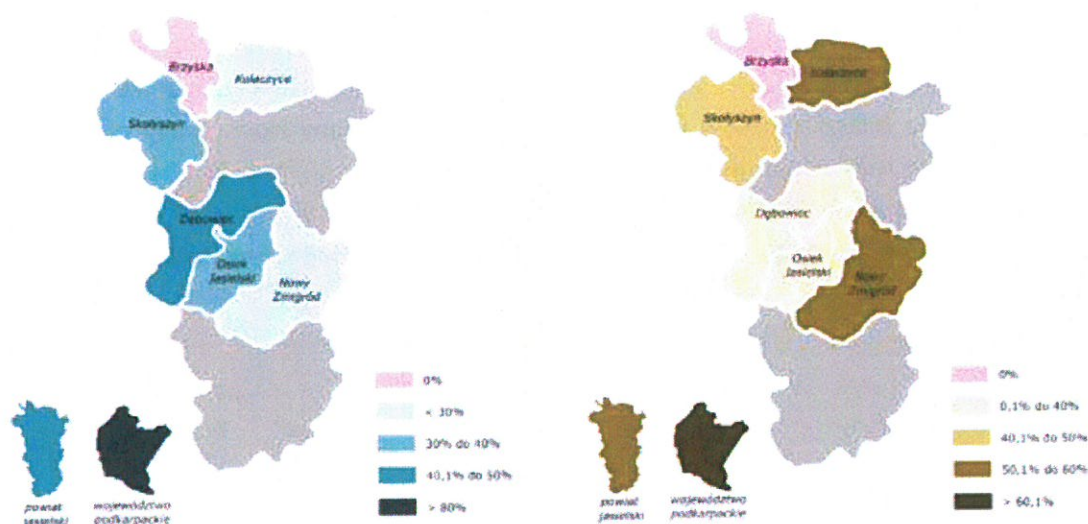 Brzyska
Kołaczyce
Skołyszyn
Dębowiec
Osiek
Jasielski
Nowy
Żmigród
0%
< 30%
30% do 40%
40,1% do 50%
> 80%
powiat
jasielski
województwo
podkarpackie
Brzyska
Kołaczyce
Skołyszyn
Dębowiec
Osiek
Jasielski
Nowy
Żmigród
0%
0,1% do 40%
40,1% do 50%
50,1% do 60%
> 60,1%
powiat
jasielski
województwo
podkarpackie